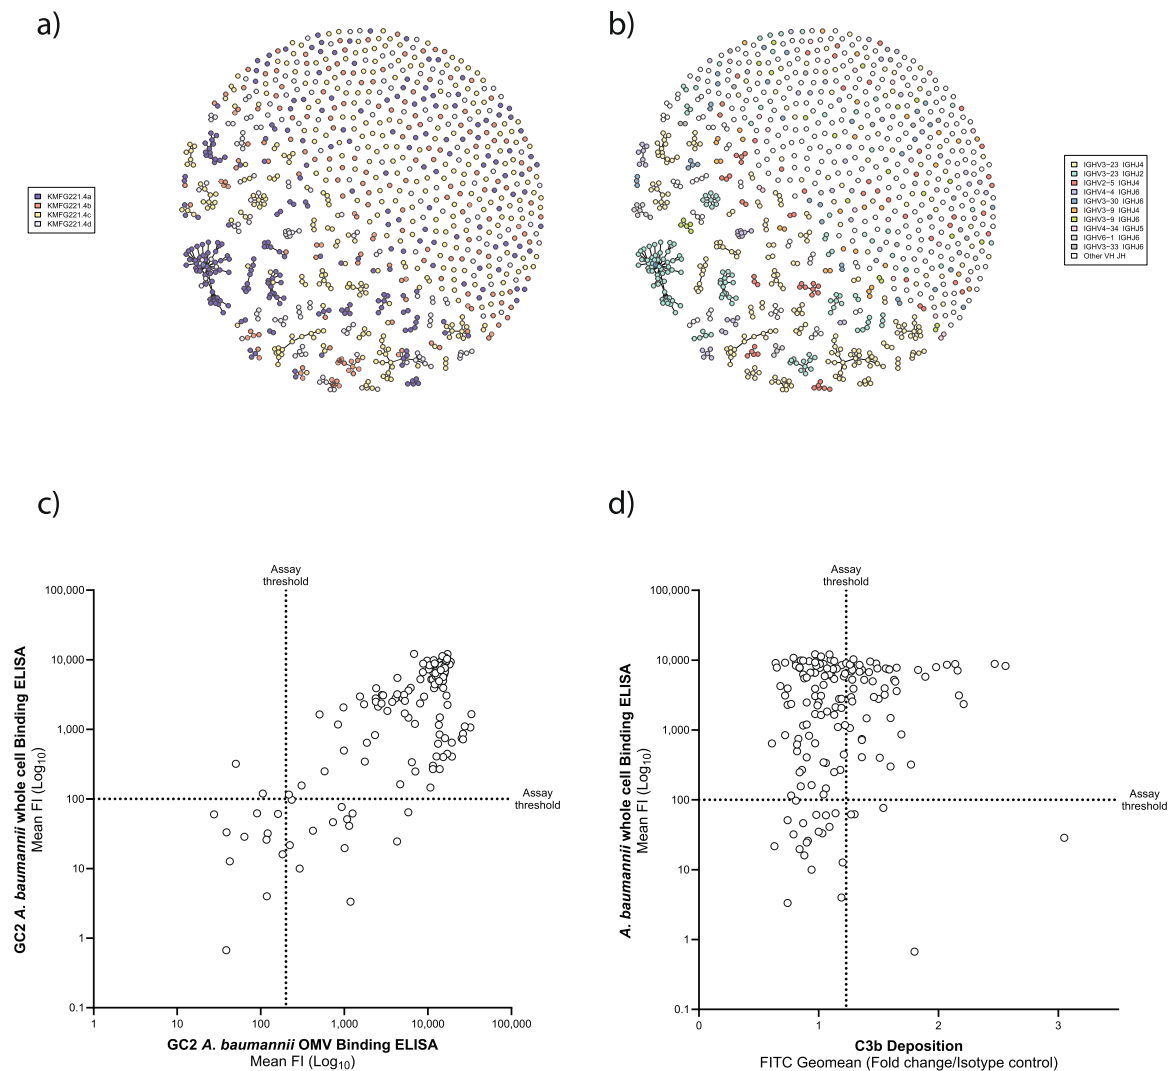 a)
b)
KMFG221.4a
KMFG221.4b
KMFG221.4c
KMFG221.4d
IGHV3−23 IGHJ4
IGHV3−23 IGHJ2
IGHV2−5 IGHJ4
IGHV4−4 IGHJ6
IGHV3−30 IGHJ6
IGHV3−9 IGHJ4
IGHV3−9 IGHJ6
IGHV4−34 IGHJ5
IGHV6−1 IGHJ6
IGHV3−33 IGHJ6
Other VH JH
c)
Assay
threshold
100,000
10,000
1,000
100
10
1
0.1
Assay
threshold
1
10
100
1,000
10,000
100,000
GC2 A. baumannii whole cell Binding ELISA
Mean FI (Log10)
GC2 A. baumannii OMV Binding ELISA
Mean FI (Log10)
d)
Assay
threshold
100,000
10,000
1,000
100
10
1
0.1
Assay
threshold
0
1
2
3
A. baumannii whole cell Binding ELISA
Mean FI (Log10)
C3b Deposition
FITC Geomean (Fold change/Isotype control)